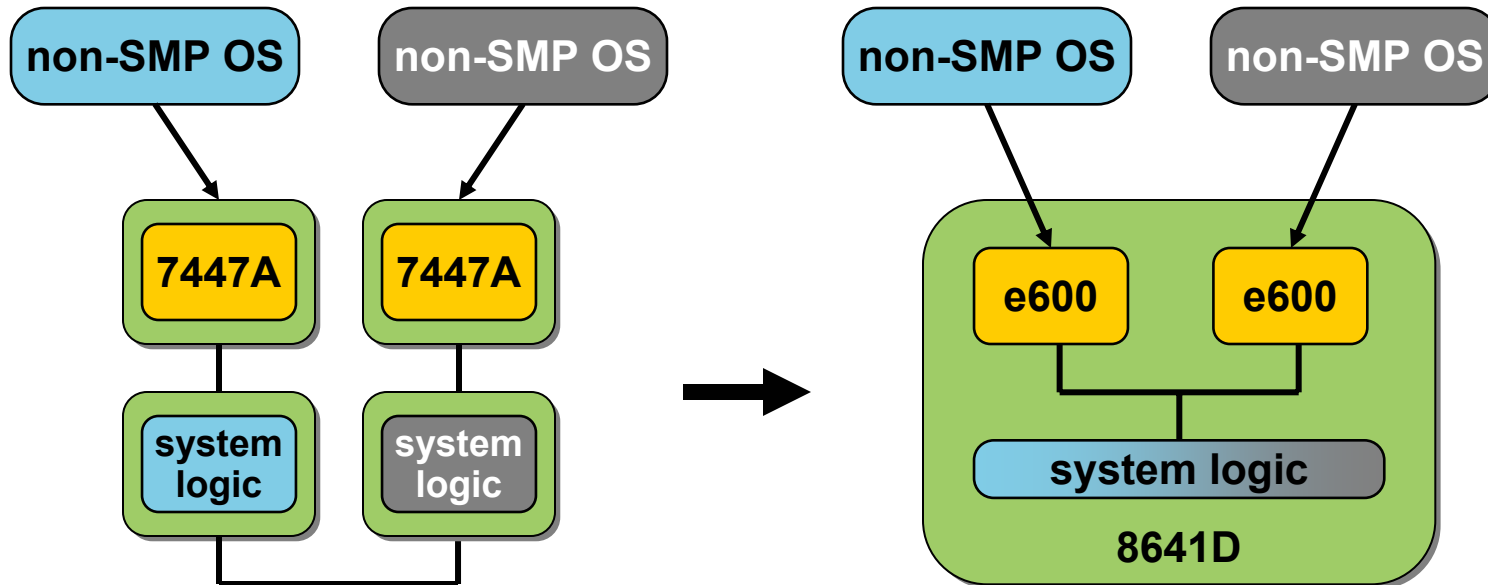 non-SMP OS
non-SMP OS
7447A
7447A
system
logic
system
logic
non-SMP OS
non-SMP OS
e600
e600
system logic
8641D